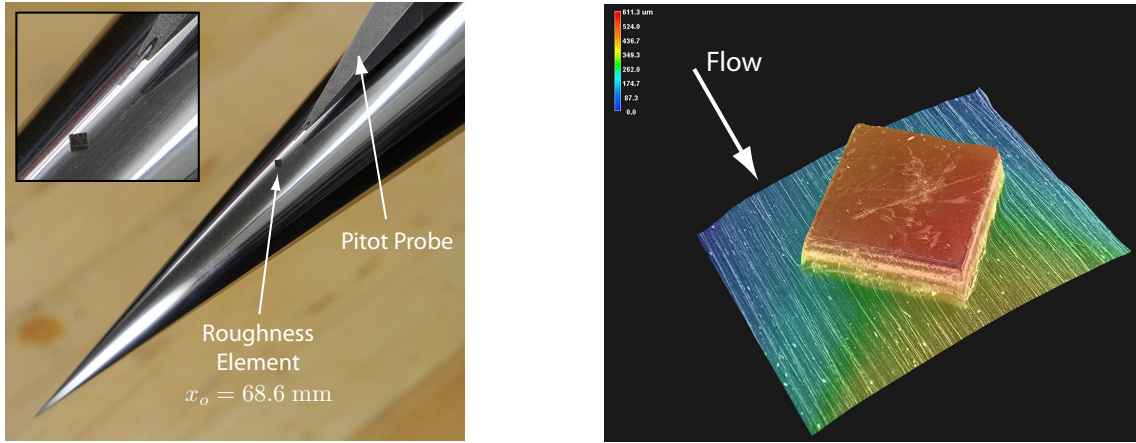 Pitot Probe
Roughness
Element
x_o = 68.6 mm
611.3 um
524.0
436.7
349.3
262.0
174.7
87.3
0.0
Flow